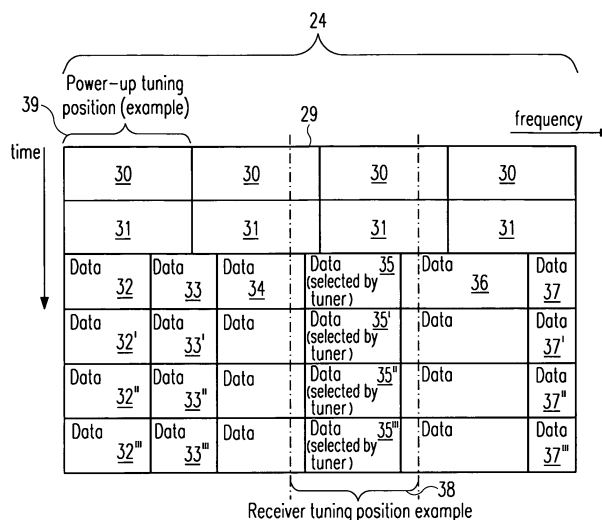 24
Power-up tuning
position (example)
39
29
frequency
time
30 30 30 30
31 31 31 31
Data 32 Data 33 Data 34 Data 35 (selected by tuner) Data 36 Data 37
Data 32' Data 33' Data Data 35' (selected by tuner) Data Data 37'
Data 32'' Data 33'' Data Data 35'' (selected by tuner) Data Data 37''
Data 32''' Data 33''' Data Data 35''' (selected by tuner) Data Data 37'''
38
Receiver tuning position example